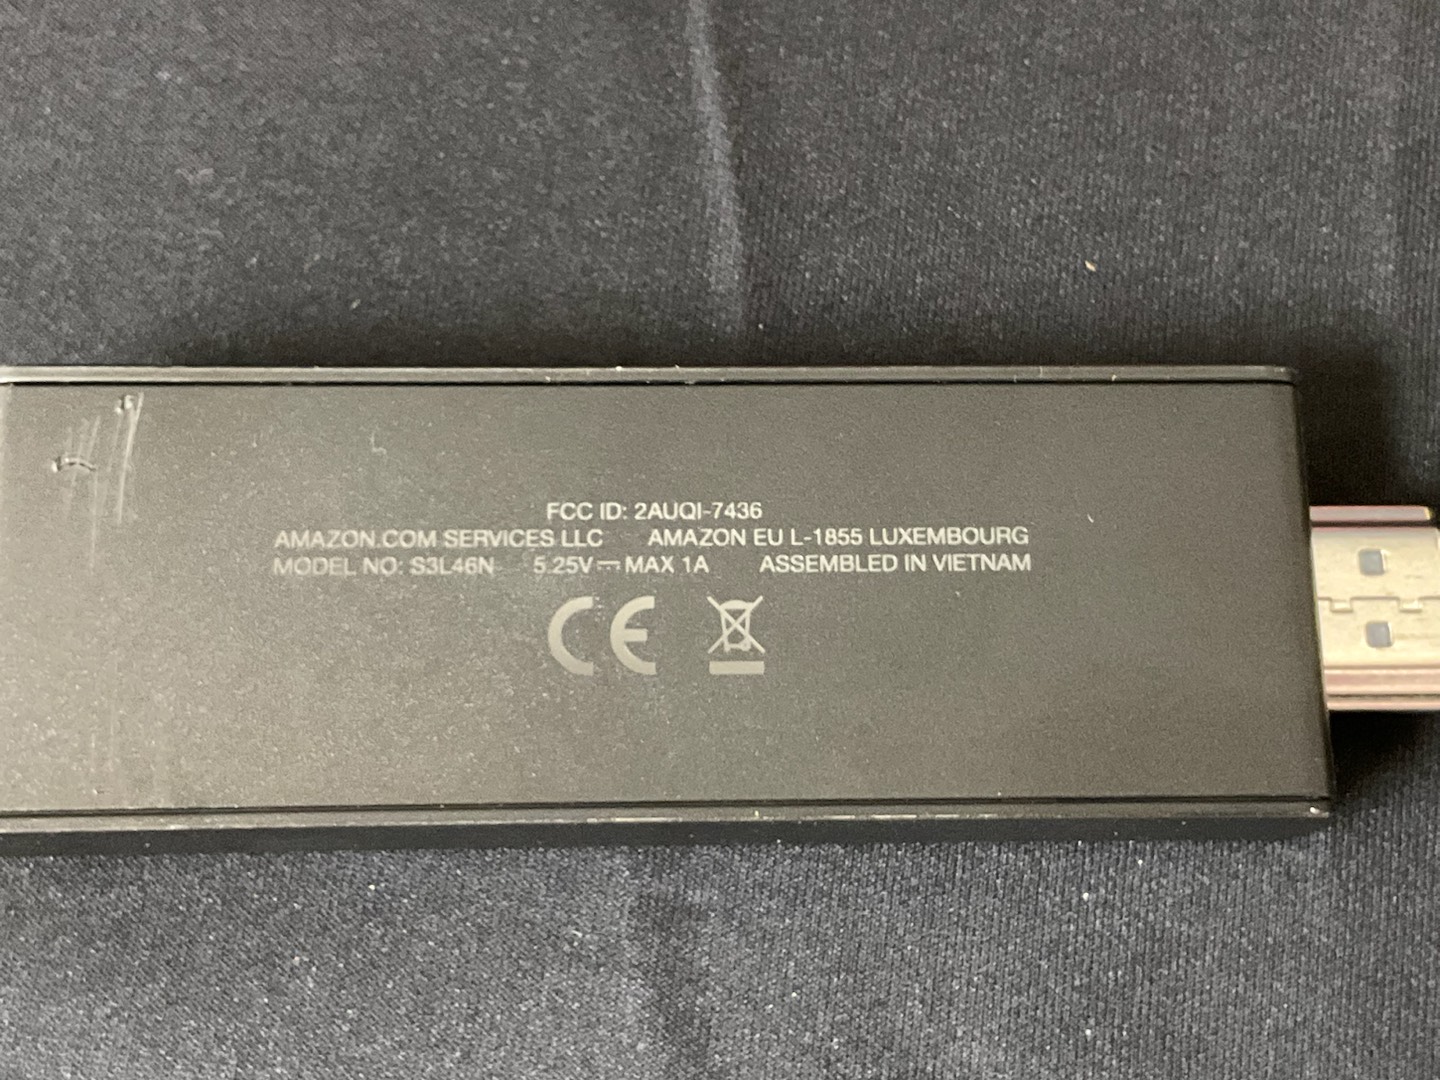 FCC ID: 2AUQI-7436
AMAZON.COM SERVICES LLC AMAZON EU L-1855 LUXEMBOURG
MODEL NO: S3L46N 5.25V⎓MAX 1A ASSEMBLED IN VIETNAM
CE